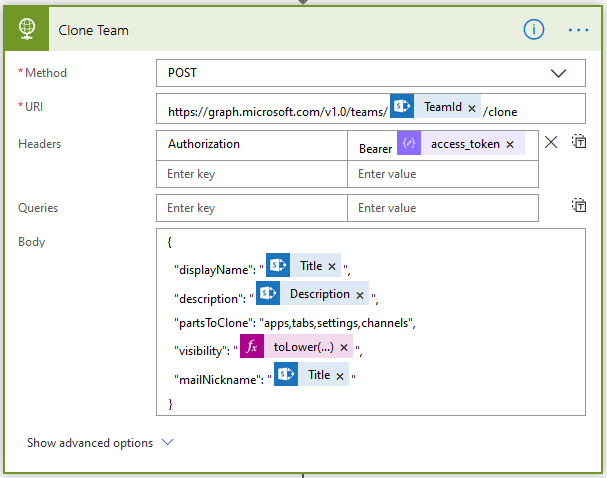 Clone Team
* Method POST
* URI https://graph.microsoft.com/v1.0/teams/ TeamId × /clone
Headers Authorization Bearer access_token ×
Enter key Enter value
Queries Enter key Enter value
Body {
"displayName": " Title × ",
"description": " Description × ",
"partsToClone": "apps,tabs,settings,channels",
"visibility": " fx toLower(...) × ",
"mailNickname": " Title × "
}
Show advanced options